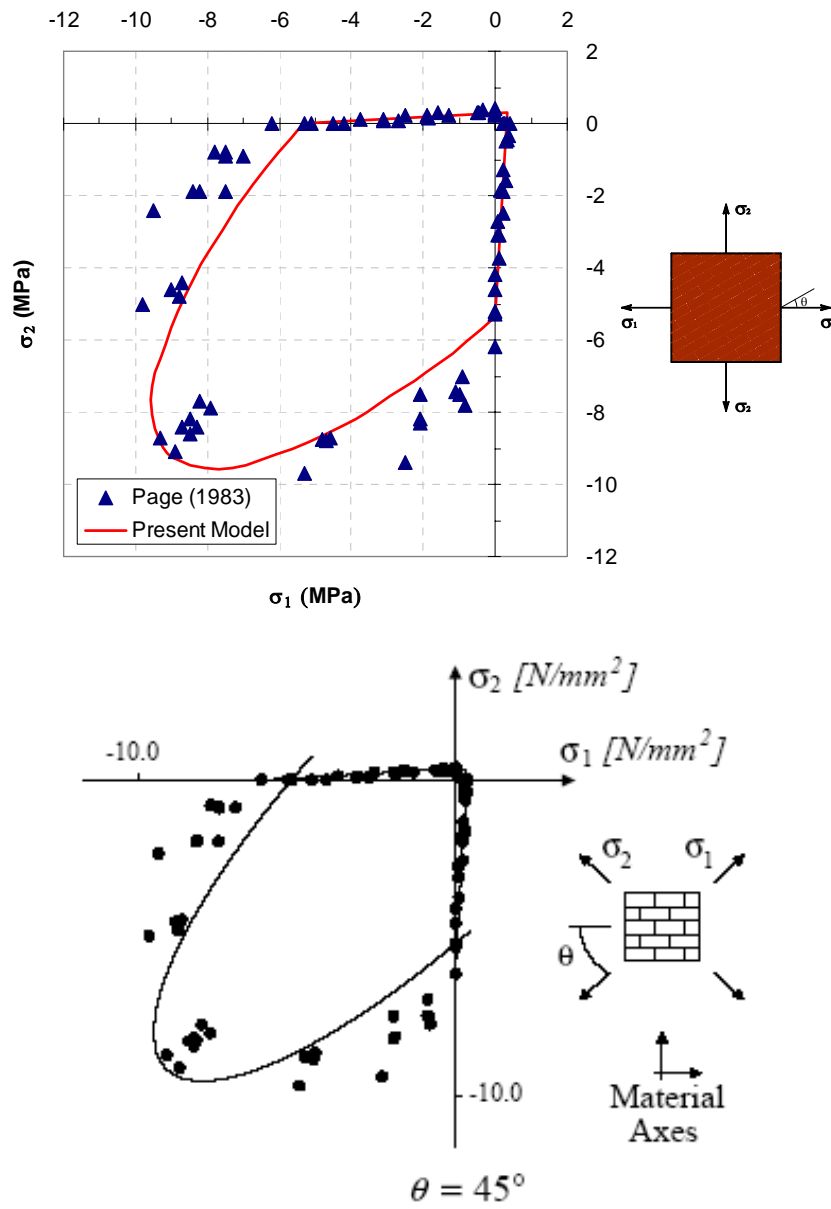 -12 -10 -8 -6 -4 -2 0 2
2
0
-2
-4
-6
-8
-10
-12
σ₂ (MPa)
Page (1983)
Present Model
σ₁ (MPa)
σ₂
θ
σ₁
σ
σ₂
σ₂ [N/mm²]
-10.0
σ₁ [N/mm²]
σ₂ σ₁
θ
-10.0
Material
Axes
θ = 45°